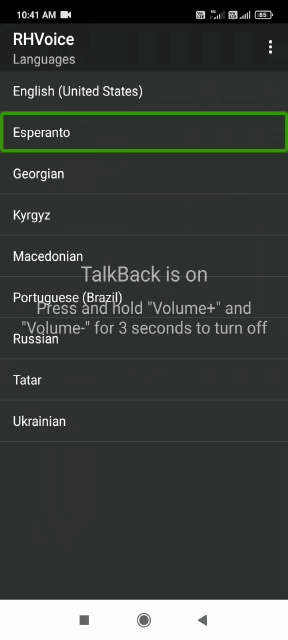 10:41 AM
85
RHVoice
Languages
English (United States)
Esperanto
Georgian
Kyrgyz
Macedonian
TalkBack is on
Portuguese (Brazil)
Press and hold "Volume+" and
"Volume-" for 3 seconds to turn off
Russian
Tatar
Ukrainian